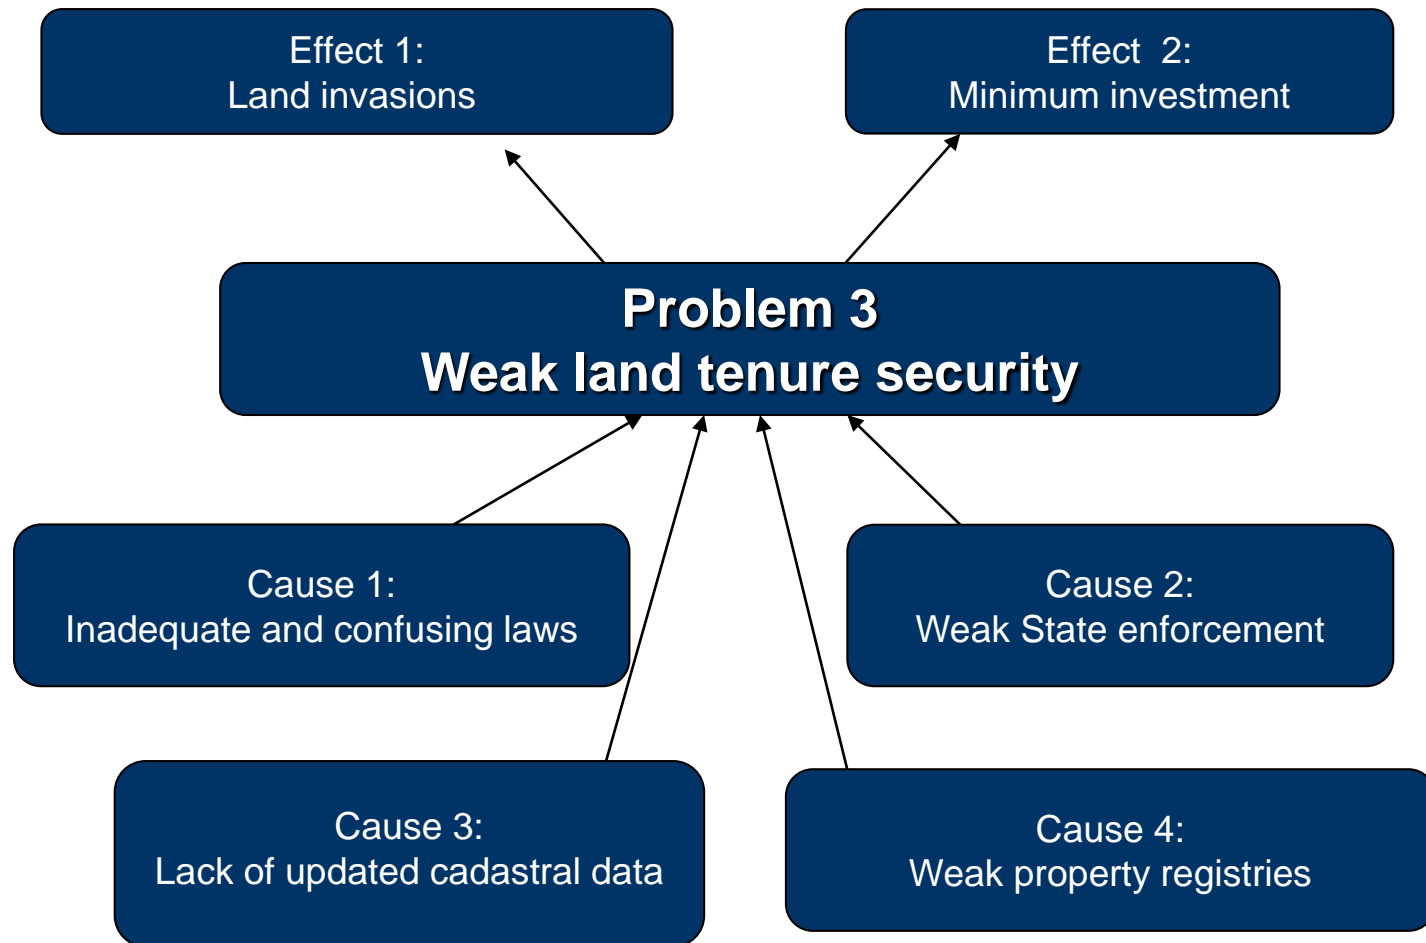 Effect 1:
Land invasions
Effect  2:
Minimum investment
Problem 3
Weak land tenure security
Cause 1:
Inadequate and confusing laws
Cause 2:
Weak State enforcement
Cause 3:
Lack of updated cadastral data
Cause 4:
Weak property registries